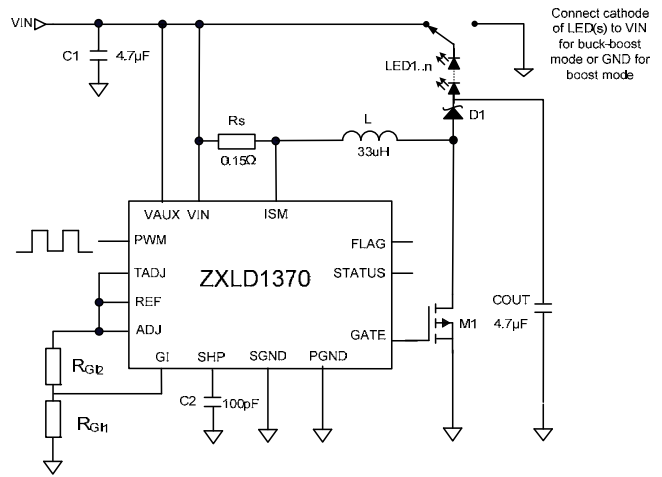 VIN
C1
4.7µF
Connect cathode
of LED(s) to VIN
for buck-boost
mode or GND for
boost mode
LED1..n
D1
Rs
0.15Ω
L
33uH
VAUX VIN
ISM
PWM
TADJ
REF
ADJ
ZXLD1370
FLAG
STATUS
GATE
GI
SHP
SGND
PGND
M1
COUT
4.7µF
RGI2
RGI1
C2
100pF